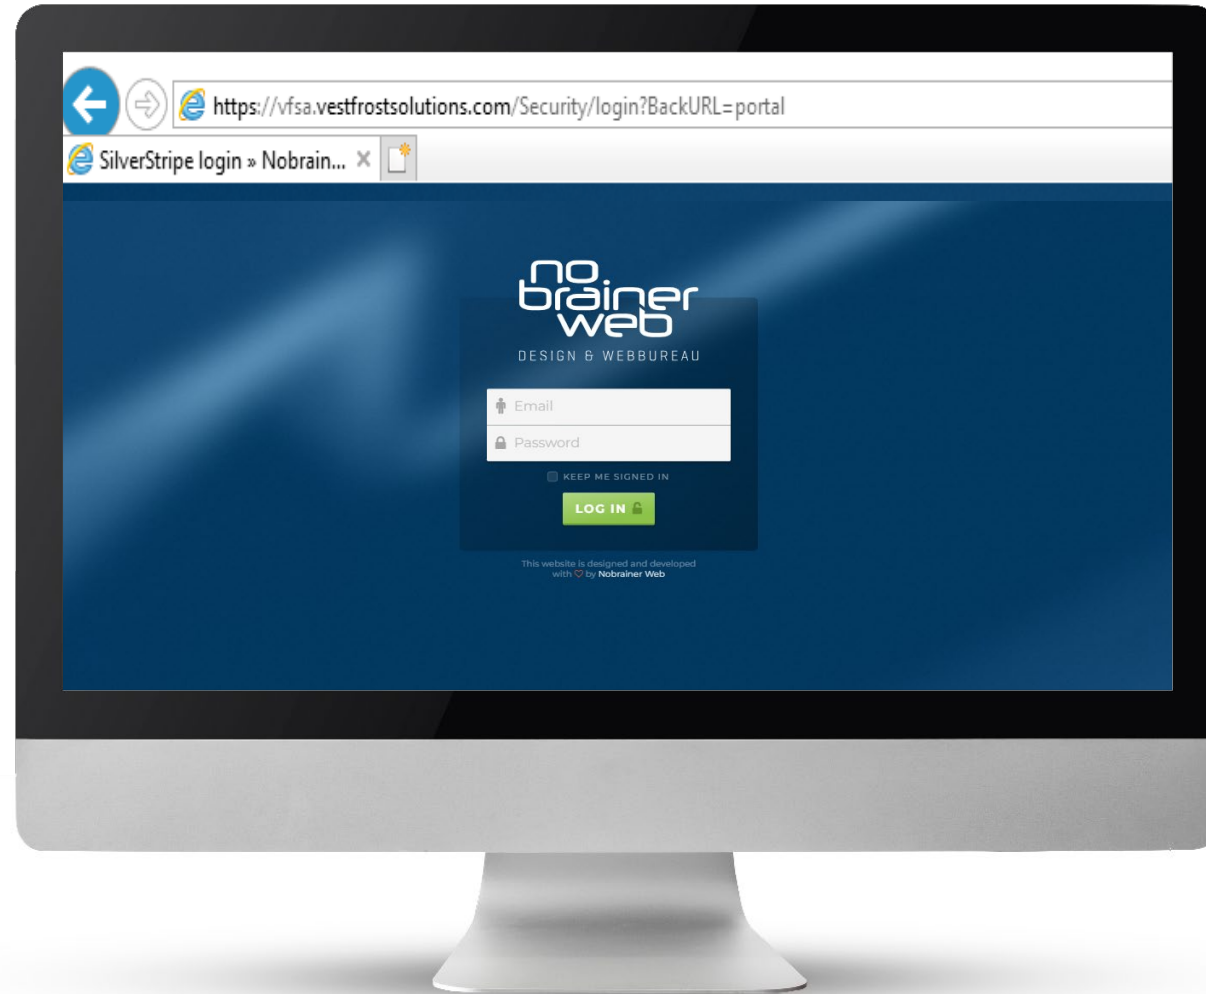 https://vfsa.vestfrostsolutions.com/Security/login?BackURL=portal
SilverStripe login » Nobrain...
no
brainer
web
DESIGN & WEBBUREAU
Email
Password
KEEP ME SIGNED IN
LOG IN
This website is designed and developed
with ♡ by Nobrainer Web